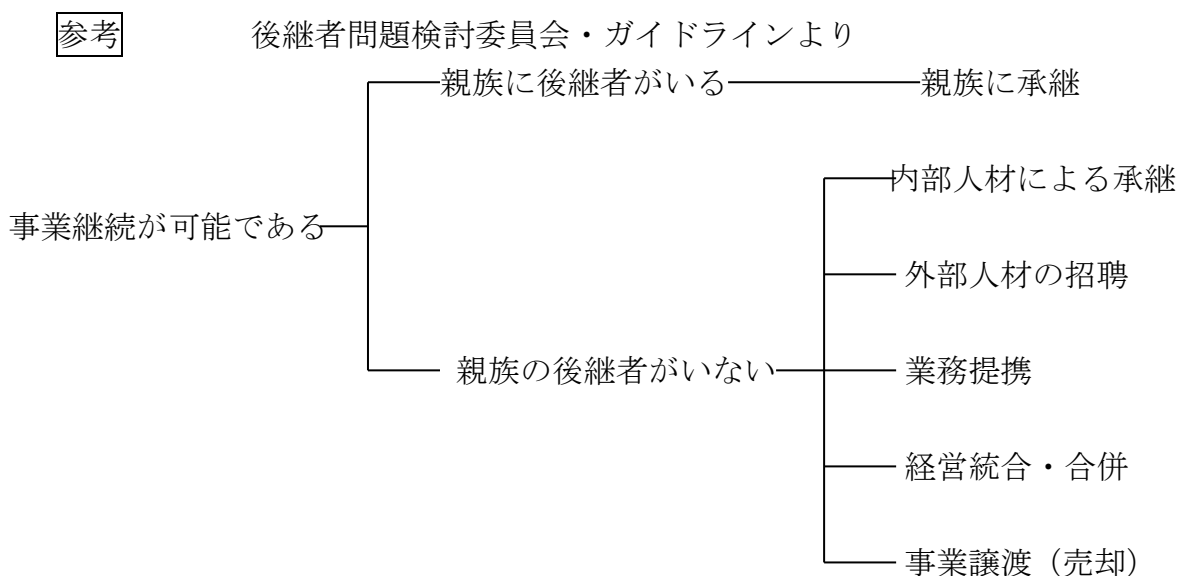 参考 後継者問題検討委員会・ガイドラインより
親族に後継者がいる 親族に承継
内部人材による承継
事業継続が可能である
外部人材の招聘
親族の後継者がいない 業務提携
経営統合・合併
事業譲渡（売却）